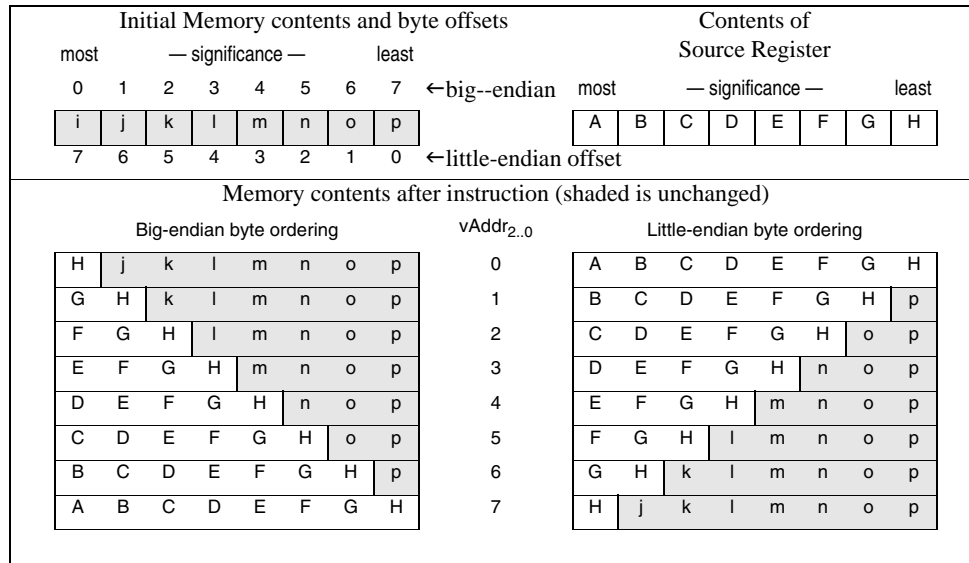 Initial Memory contents and byte offsets
most — significance — least
0 1 2 3 4 5 6 7 ←big--endian
i j k l m n o p
7 6 5 4 3 2 1 0 ←little-endian offset
Contents of
Source Register
most — significance — least
A B C D E F G H
Memory contents after instruction (shaded is unchanged)
Big-endian byte ordering vAddr2..0 Little-endian byte ordering
H j k l m n o p 0 A B C D E F G H
G H k l m n o p 1 B C D E F G H p
F G H l m n o p 2 C D E F G H o p
E F G H m n o p 3 D E F G H n o p
D E F G H n o p 4 E F G H m n o p
C D E F G H o p 5 F G H l m n o p
B C D E F G H p 6 G H k l m n o p
A B C D E F G H 7 H j k l m n o p